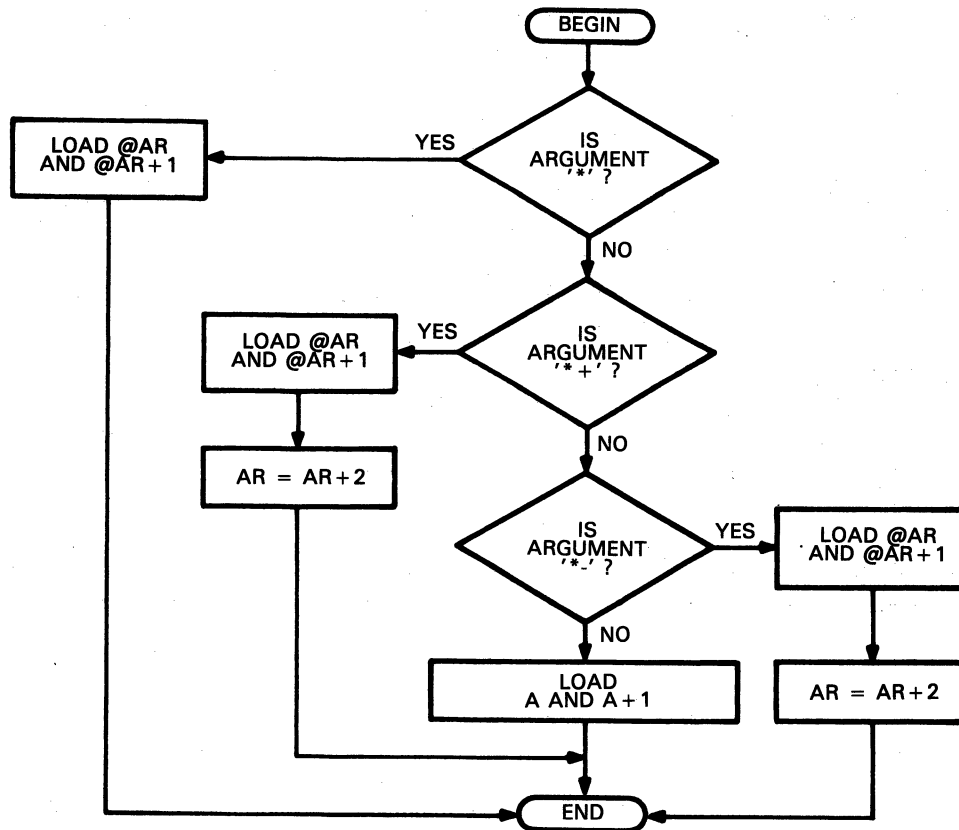 BEGIN
IS
ARGUMENT
'*' ?
YES
LOAD @AR
AND @AR+1
NO
IS
ARGUMENT
'*+' ?
YES
LOAD @AR
AND @AR+1
AR = AR+2
NO
IS
ARGUMENT
'*-' ?
YES
LOAD @AR
AND @AR+1
AR = AR+2
NO
LOAD
A AND A+1
END